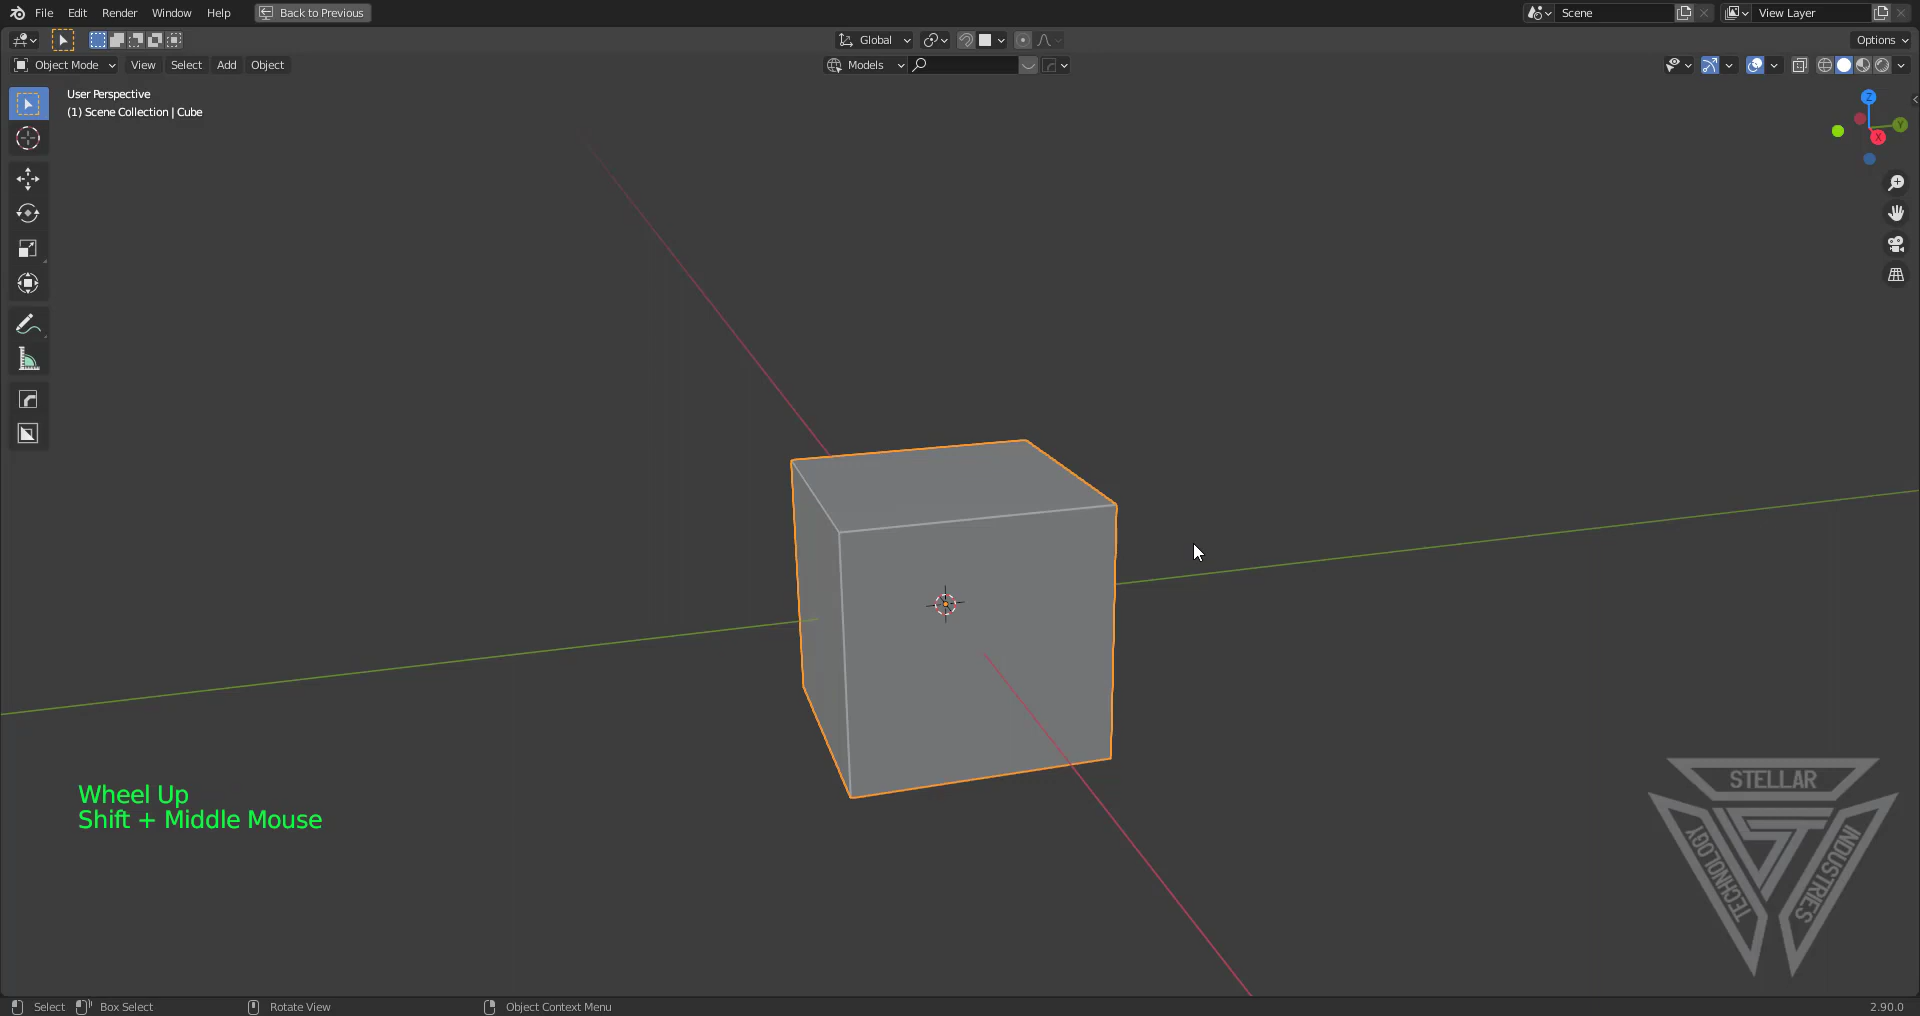 File Edit Render Window Help Back to Previous Scene View Layer
Global Options
Object Mode View Select Add Object Models
User Perspective
(1) Scene Collection | Cube
Z
Y
X
Wheel Up
Shift + Middle Mouse
STELLAR
TECHNOLOGY
INDUSTRIES
Select Box Select Rotate View Object Context Menu 2.90.0